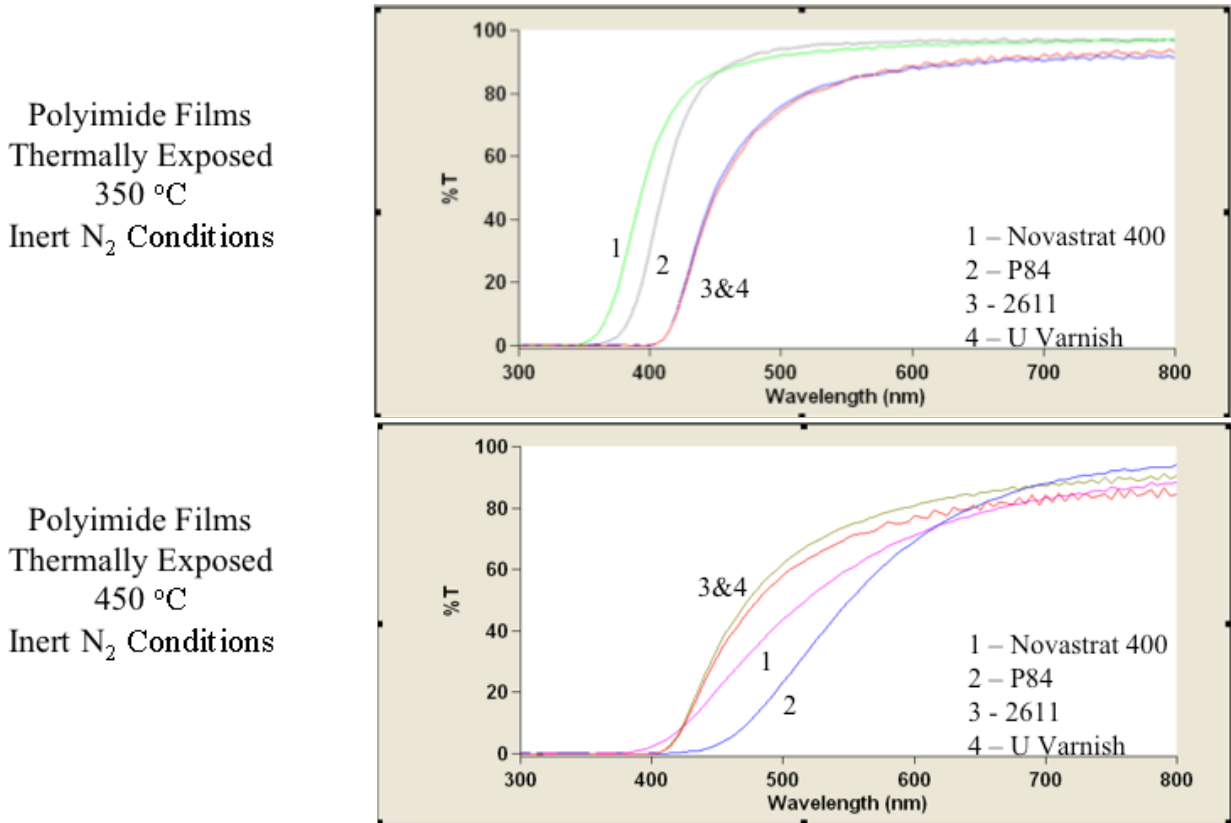 Polyimide Films
Thermally Exposed
350 °C
Inert N₂ Conditions
100
80
60
40
20
0
% T
300 400 500 600 700 800
Wavelength (nm)
1
2
3&4
1 – Novastrat 400
2 – P84
3 - 2611
4 – U Varnish
Polyimide Films
Thermally Exposed
450 °C
Inert N₂ Conditions
100
80
60
40
20
0
% T
300 400 500 600 700 800
Wavelength (nm)
3&4
1
2
1 – Novastrat 400
2 – P84
3 - 2611
4 – U Varnish